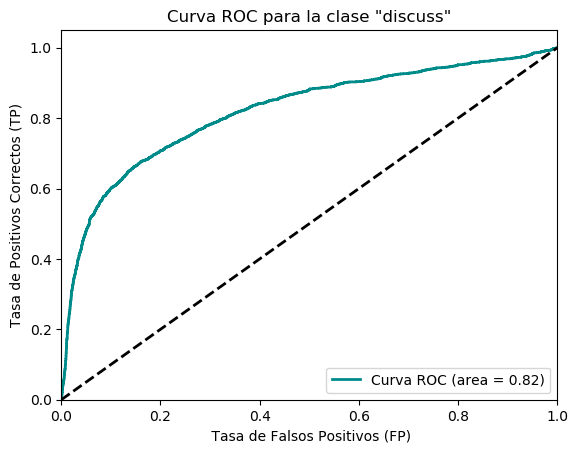 Curva ROC para la clase "discuss"
Tasa de Positivos Correctos (TP)
1.0
0.8
0.6
0.4
0.2
0.0
0.0 0.2 0.4 0.6 0.8 1.0
Curva ROC (area = 0.82)
Tasa de Falsos Positivos (FP)